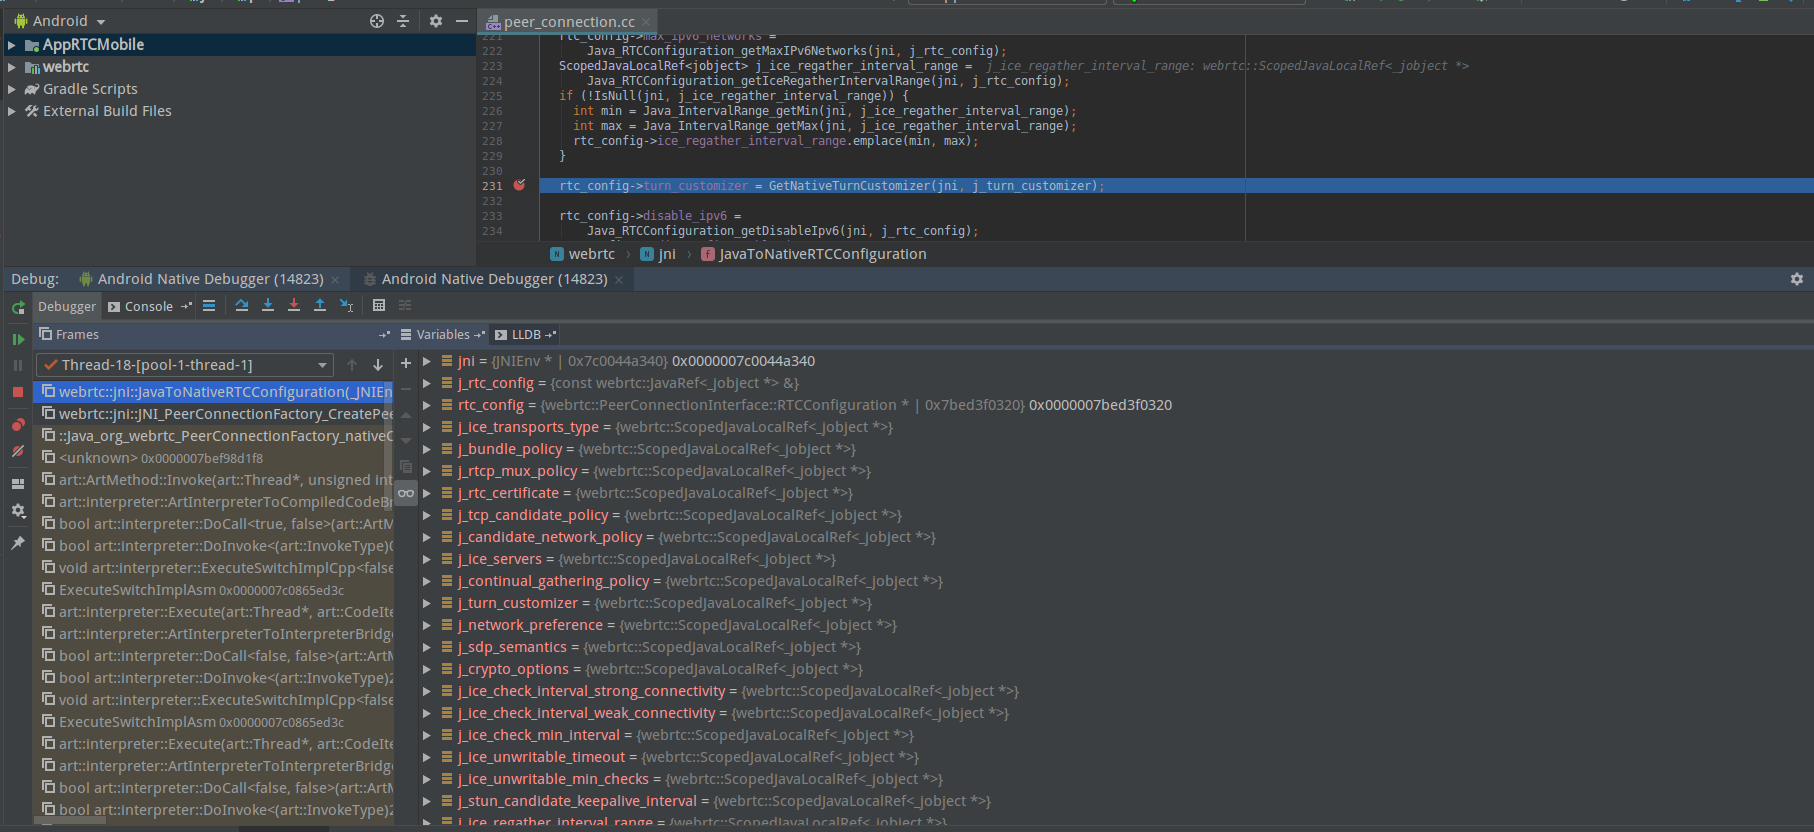 Android
peer_connection.cc
AppRTCMobile
webrtc
Gradle Scripts
External Build Files
221 rtc_config->max_ipv6_networks =
222 Java_RTCConfiguration_getMaxIPv6Networks(jni, j_rtc_config);
223 ScopedJavaLocalRef<jobject> j_ice_regather_interval_range = j_ice_regather_interval_range: webrtc::ScopedJavaLocalRef<_jobject *>
224 Java_RTCConfiguration_getIceRegatherIntervalRange(jni, j_rtc_config);
225 if (!IsNull(jni, j_ice_regather_interval_range)) {
226 int min = Java_IntervalRange_getMin(jni, j_ice_regather_interval_range);
227 int max = Java_IntervalRange_getMax(jni, j_ice_regather_interval_range);
228 rtc_config->ice_regather_interval_range.emplace(min, max);
229 }
230
231 rtc_config->turn_customizer = GetNativeTurnCustomizer(jni, j_turn_customizer);
232
233 rtc_config->disable_ipv6 =
234 Java_RTCConfiguration_getDisableIpv6(jni, j_rtc_config);
N webrtc › N jni › f JavaToNativeRTCConfiguration
Debug: Android Native Debugger (14823) Android Native Debugger (14823)
Debugger Console
Frames
Variables LLDB
Thread-18-[pool-1-thread-1]
webrtc::jni::JavaToNativeRTCConfiguration(_JNIEn
webrtc::jni::JNI_PeerConnectionFactory_CreatePee
::Java_org_webrtc_PeerConnectionFactory_nativeC
<unknown> 0x0000007bef98d1f8
art::ArtMethod::Invoke(art::Thread*, unsigned int
art::interpreter::ArtInterpreterToCompiledCodeB
bool art::interpreter::DoCall<true, false>(art::ArtM
bool art::interpreter::DoInvoke<(art::InvokeType)0
void art::interpreter::ExecuteSwitchImplCpp<false
ExecuteSwitchImplAsm 0x0000007c0865ed3c
art::interpreter::Execute(art::Thread*, art::CodeIte
art::interpreter::ArtInterpreterToInterpreterBridge
bool art::interpreter::DoCall<false, false>(art::ArtM
bool art::interpreter::DoInvoke<(art::InvokeType)2
void art::interpreter::ExecuteSwitchImplCpp<false
ExecuteSwitchImplAsm 0x0000007c0865ed3c
art::interpreter::Execute(art::Thread*, art::CodeIte
art::interpreter::ArtInterpreterToInterpreterBridge
bool art::interpreter::DoCall<false, false>(art::ArtM
bool art::interpreter::DoInvoke<(art::InvokeType)2
jni = {JNIEnv * | 0x7c0044a340} 0x0000007c0044a340
j_rtc_config = {const webrtc::JavaRef<_jobject *> &}
rtc_config = {webrtc::PeerConnectionInterface::RTCConfiguration * | 0x7bed3f0320} 0x0000007bed3f0320
j_ice_transports_type = {webrtc::ScopedJavaLocalRef<_jobject *>}
j_bundle_policy = {webrtc::ScopedJavaLocalRef<_jobject *>}
j_rtcp_mux_policy = {webrtc::ScopedJavaLocalRef<_jobject *>}
j_rtc_certificate = {webrtc::ScopedJavaLocalRef<_jobject *>}
j_tcp_candidate_policy = {webrtc::ScopedJavaLocalRef<_jobject *>}
j_candidate_network_policy = {webrtc::ScopedJavaLocalRef<_jobject *>}
j_ice_servers = {webrtc::ScopedJavaLocalRef<_jobject *>}
j_continual_gathering_policy = {webrtc::ScopedJavaLocalRef<_jobject *>}
j_turn_customizer = {webrtc::ScopedJavaLocalRef<_jobject *>}
j_network_preference = {webrtc::ScopedJavaLocalRef<_jobject *>}
j_sdp_semantics = {webrtc::ScopedJavaLocalRef<_jobject *>}
j_crypto_options = {webrtc::ScopedJavaLocalRef<_jobject *>}
j_ice_check_interval_strong_connectivity = {webrtc::ScopedJavaLocalRef<_jobject *>}
j_ice_check_interval_weak_connectivity = {webrtc::ScopedJavaLocalRef<_jobject *>}
j_ice_check_min_interval = {webrtc::ScopedJavaLocalRef<_jobject *>}
j_ice_unwritable_timeout = {webrtc::ScopedJavaLocalRef<_jobject *>}
j_ice_unwritable_min_checks = {webrtc::ScopedJavaLocalRef<_jobject *>}
j_stun_candidate_keepalive_interval = {webrtc::ScopedJavaLocalRef<_jobject *>}
j_ice_regather_interval_range = {webrtc::ScopedJavaLocalRef<_jobject *>}